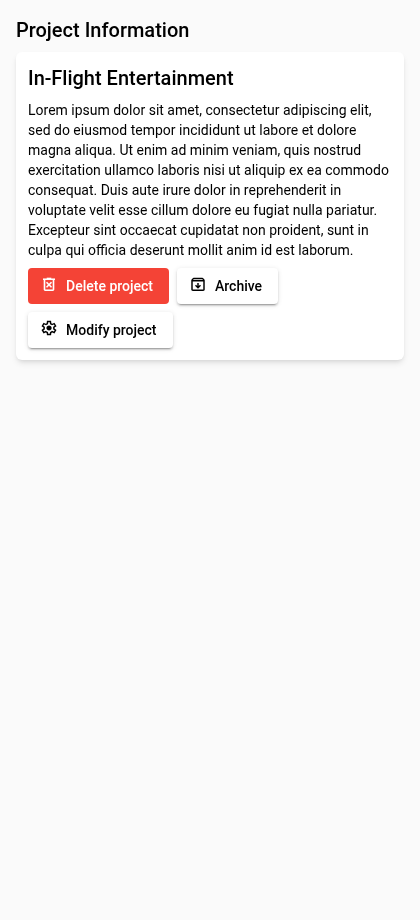 Project Information
In-Flight Entertainment
Lorem ipsum dolor sit amet, consectetur adipiscing elit,
sed do eiusmod tempor incididunt ut labore et dolore
magna aliqua. Ut enim ad minim veniam, quis nostrud
exercitation ullamco laboris nisi ut aliquip ex ea commodo
consequat. Duis aute irure dolor in reprehenderit in
voluptate velit esse cillum dolore eu fugiat nulla pariatur.
Excepteur sint occaecat cupidatat non proident, sunt in
culpa qui officia deserunt mollit anim id est laborum.
Delete project
Archive
Modify project